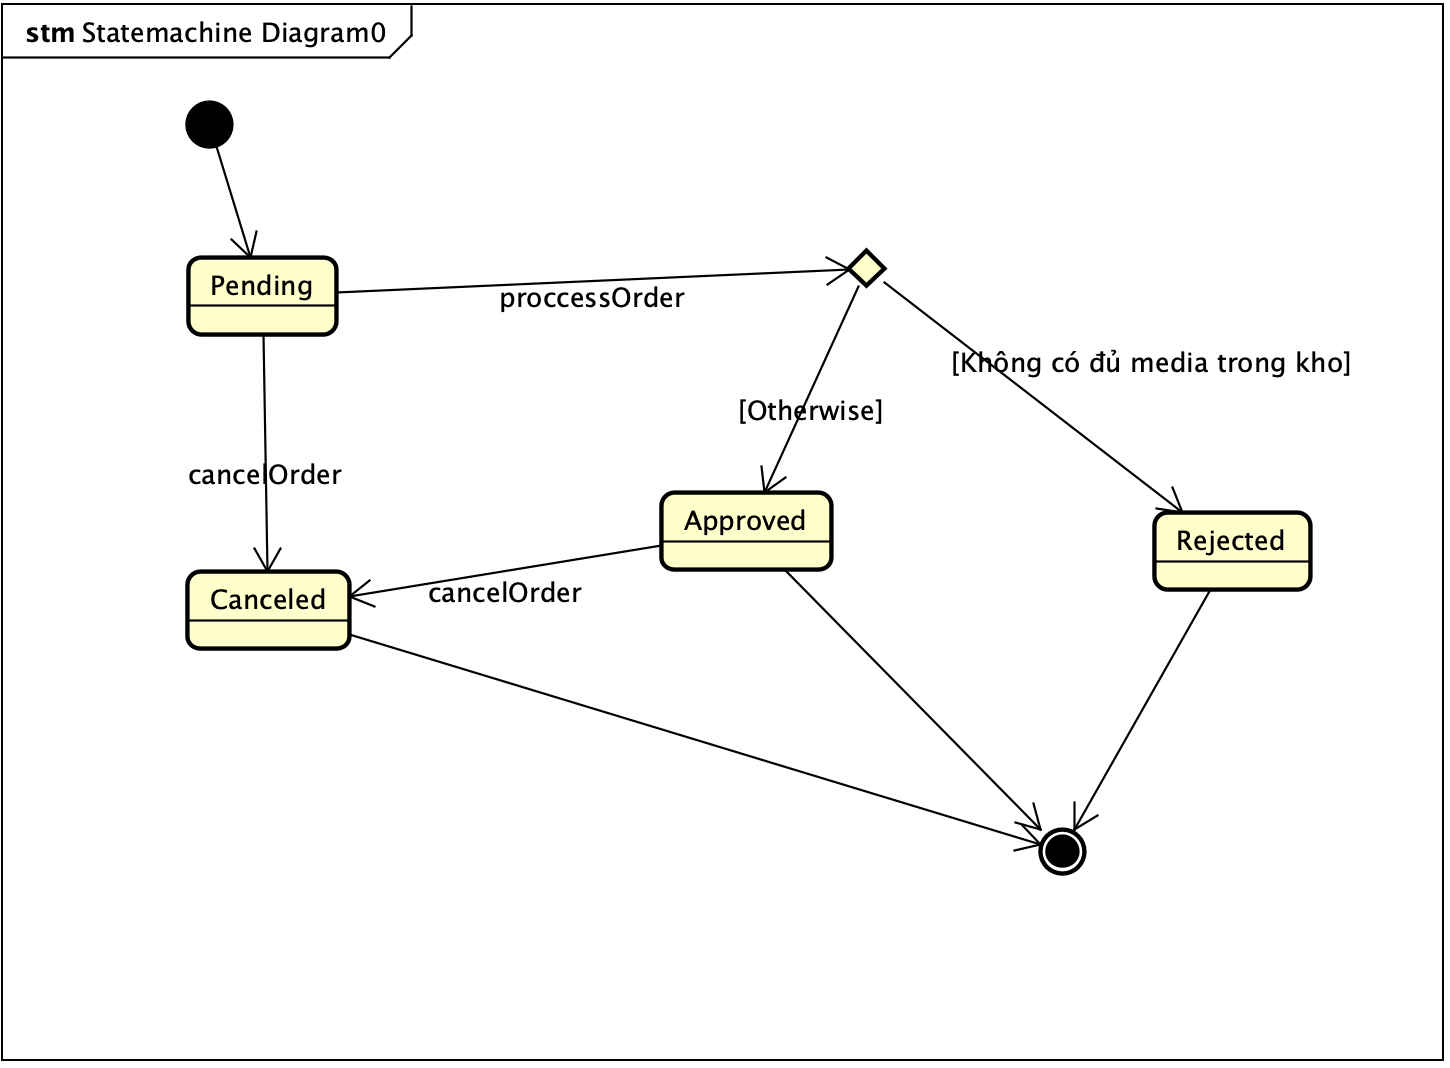 stm Statemachine Diagram0
Pending
proccessOrder
[Không có đủ media trong kho]
[Otherwise]
cancelOrder
Approved
Rejected
Canceled
cancelOrder